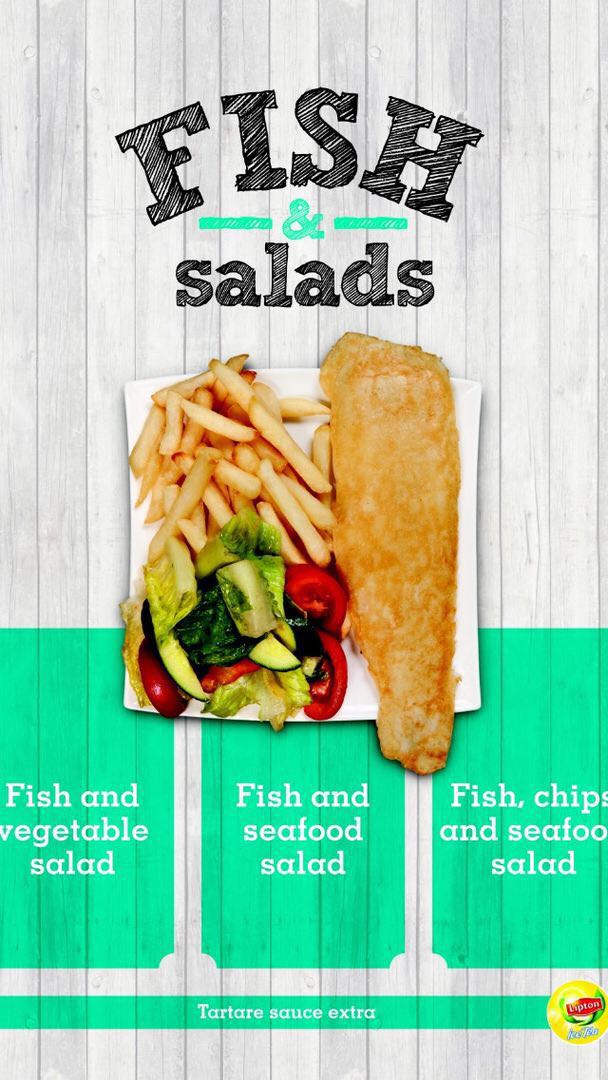 FISH
&
salads
Fish and
vegetable
salad
Fish and
seafood
salad
Fish, chips
and seafoo
salad
Tartare sauce extra
Lipton
Ice Tea